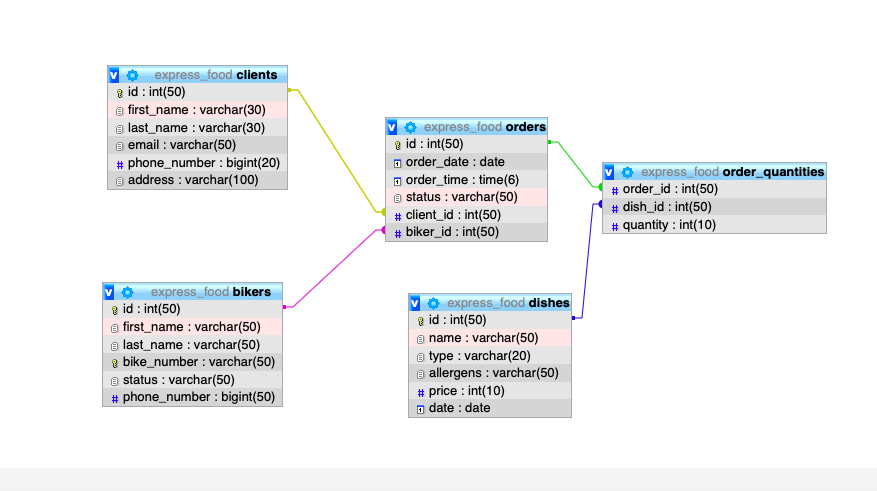 express_food clients
id : int(50)
first_name : varchar(30)
last_name : varchar(30)
email : varchar(50)
phone_number : bigint(20)
address : varchar(100)
express_food orders
id : int(50)
order_date : date
order_time : time(6)
status : varchar(50)
client_id : int(50)
biker_id : int(50)
express_food order_quantities
order_id : int(50)
dish_id : int(50)
quantity : int(10)
express_food bikers
id : int(50)
first_name : varchar(50)
last_name : varchar(50)
bike_number : varchar(50)
status : varchar(50)
phone_number : bigint(50)
express_food dishes
id : int(50)
name : varchar(50)
type : varchar(20)
allergens : varchar(50)
price : int(10)
date : date